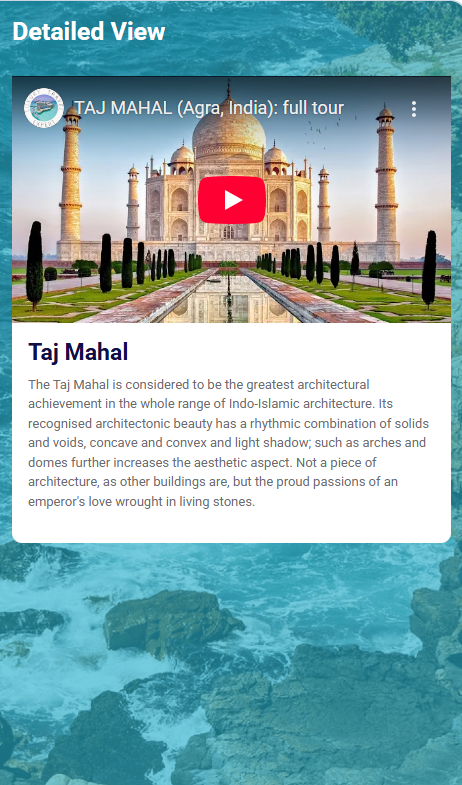 Detailed View
TAJ MAHAL (Agra, India): full tour
Taj Mahal
The Taj Mahal is considered to be the greatest architectural
achievement in the whole range of Indo-Islamic architecture. Its
recognised architectonic beauty has a rhythmic combination of solids
and voids, concave and convex and light shadow; such as arches and
domes further increases the aesthetic aspect. Not a piece of
architecture, as other buildings are, but the proud passions of an
emperor's love wrought in living stones.